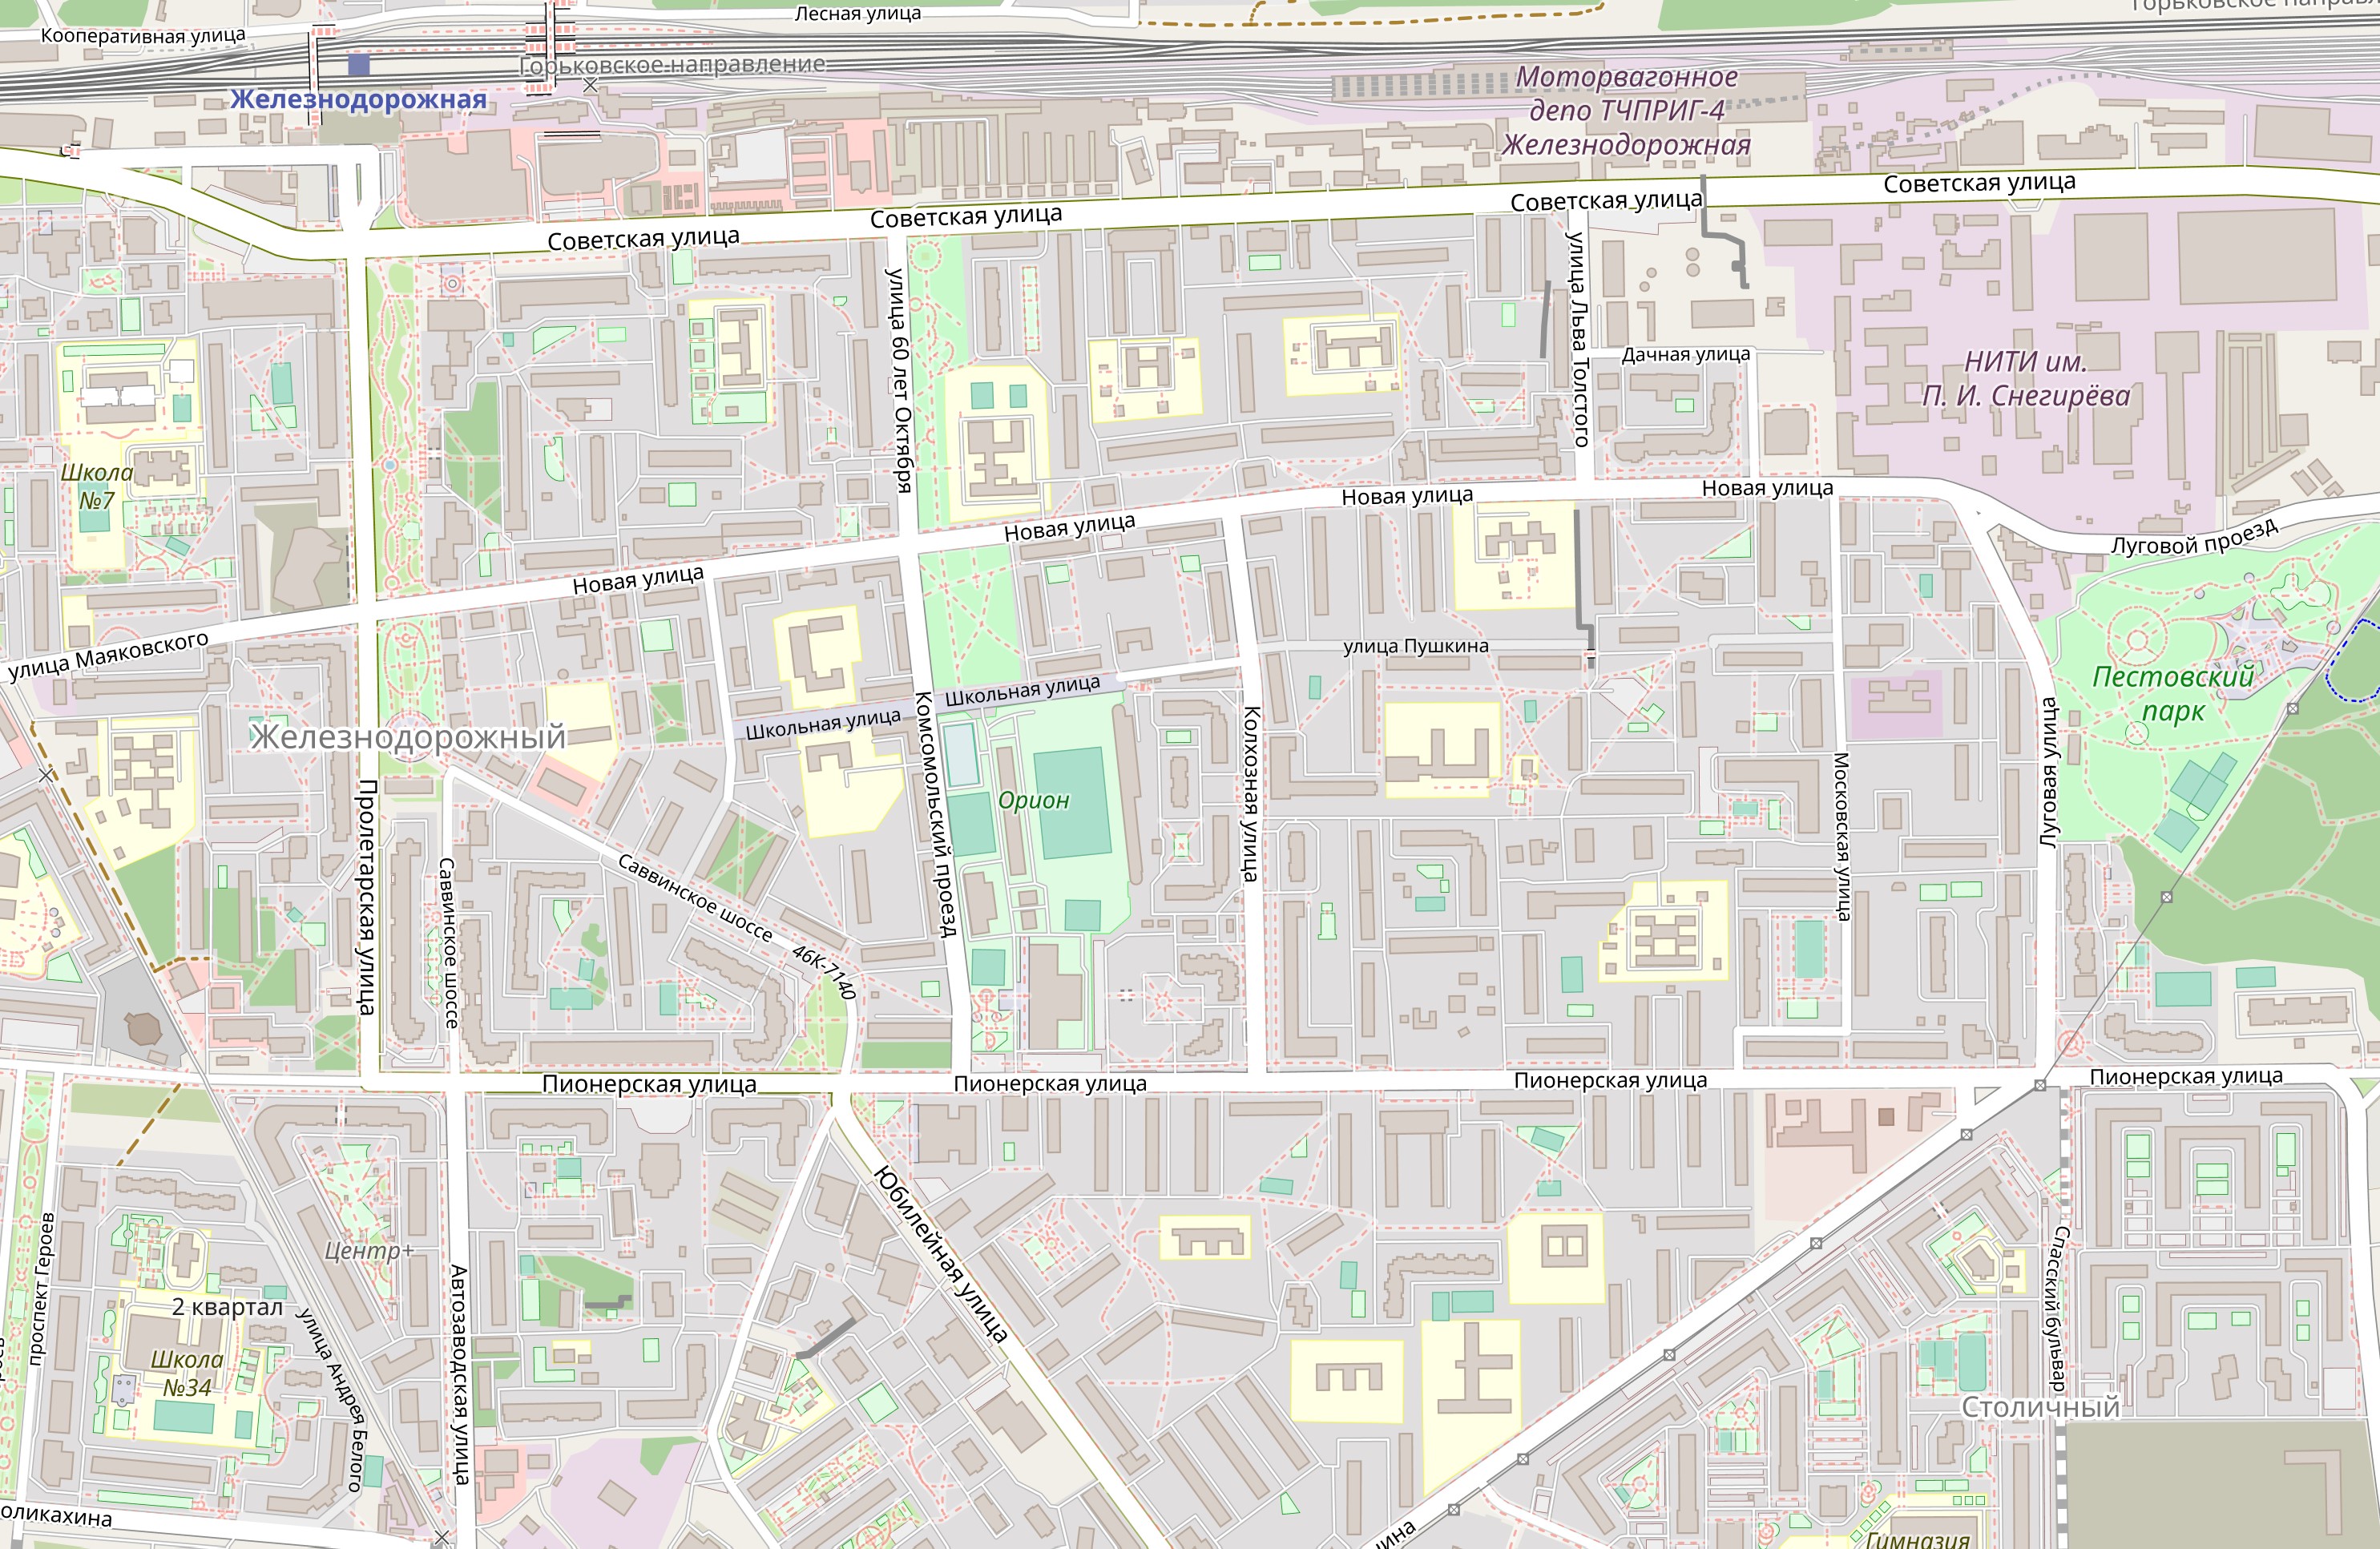 Лесная улица
Кооперативная улица
Горьковское направление
Горьковское направл
Железнодорожная
Моторвагонное
депо ТЧПРИГ-4
Железнодорожная
Советская улица
Советская улица
Советская улица
Советская улица
улица 60 лет Октября
улица Льва Толстого
Дачная улица
НИТИ им.
П. И. Снегирёва
Школа
№7
Новая улица
Новая улица
Новая улица
Новая улица
Луговой проезд
улица Маяковского
улица Пушкина
Школьная улица
Школьная улица
Пестовский
парк
Железнодорожный
Орион
Комсомольский проезд
Колхозная улица
Московская улица
Луговая улица
Пролетарская улица
Саввинское шоссе
Саввинское шоссе
46К-7140
Пионерская улица
Пионерская улица
Пионерская улица
Пионерская улица
Юбилейная улица
проспект Героев
Центр+
2 квартал
Школа
№34
улица Андрея Белого
Автозаводская улица
Спасский бульвар
Столичный
оликахина
цина
Гимназия